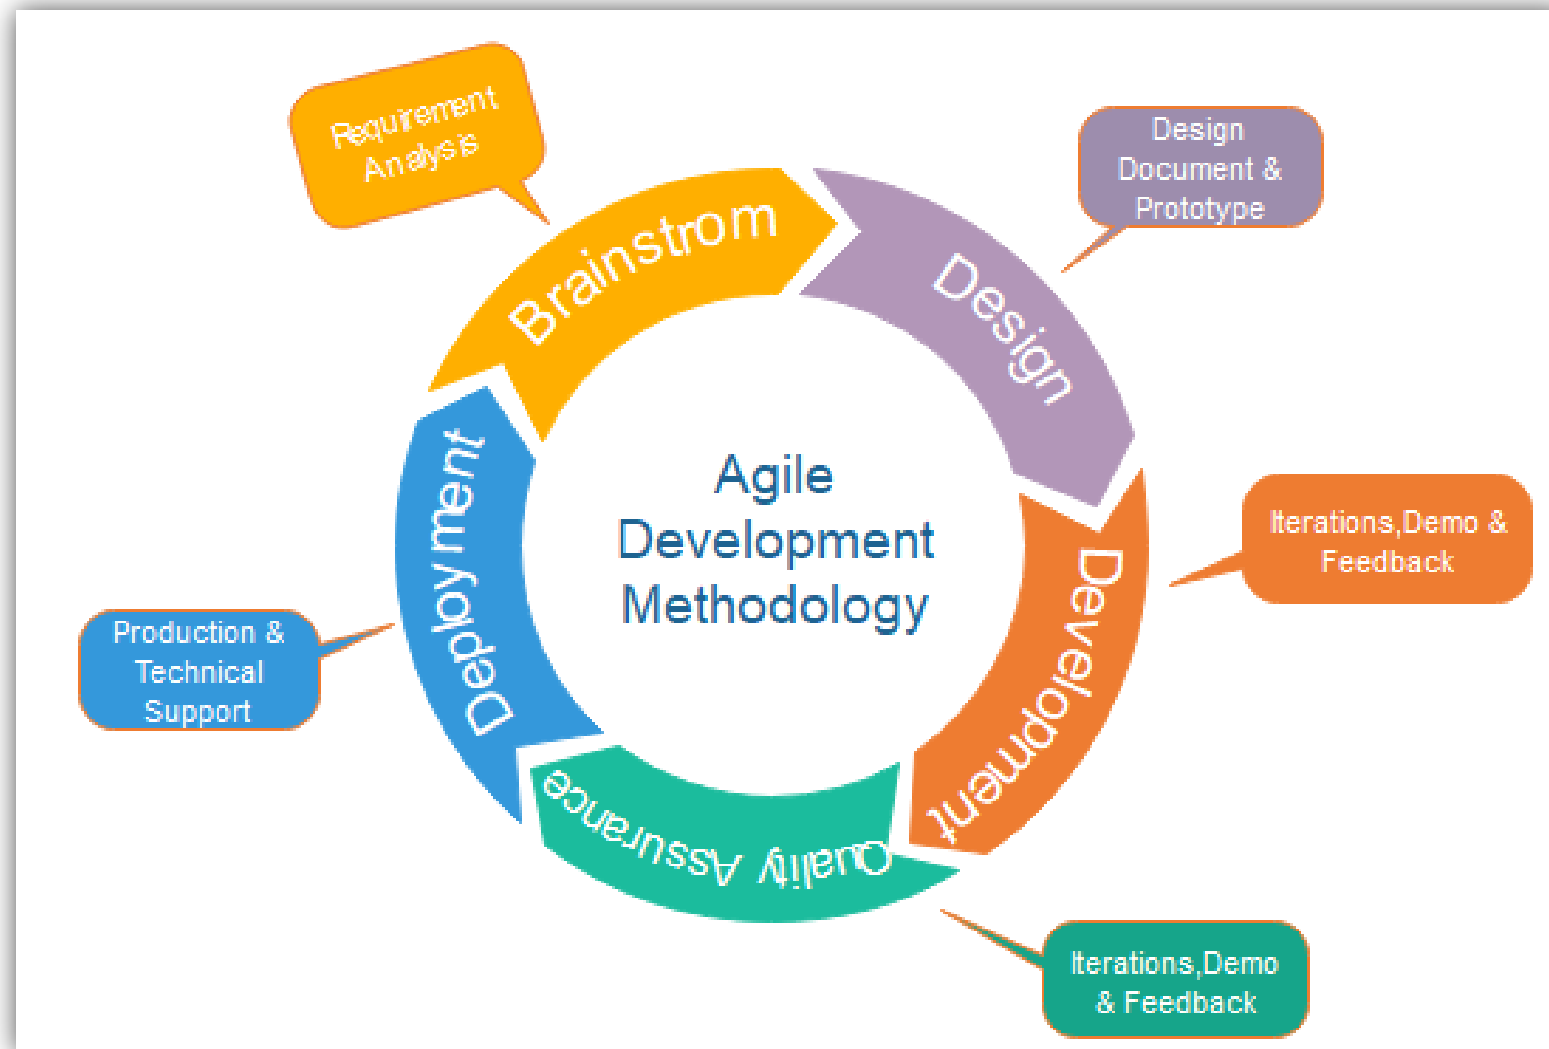 Requirement
Analysis
Brainstrom
Design
Document &
Prototype
Design
Iterations,Demo &
Feedback
Development
Iterations,Demo
& Feedback
Quality Assurance
Production &
Technical
Support
Deployment
Agile
Development
Methodology